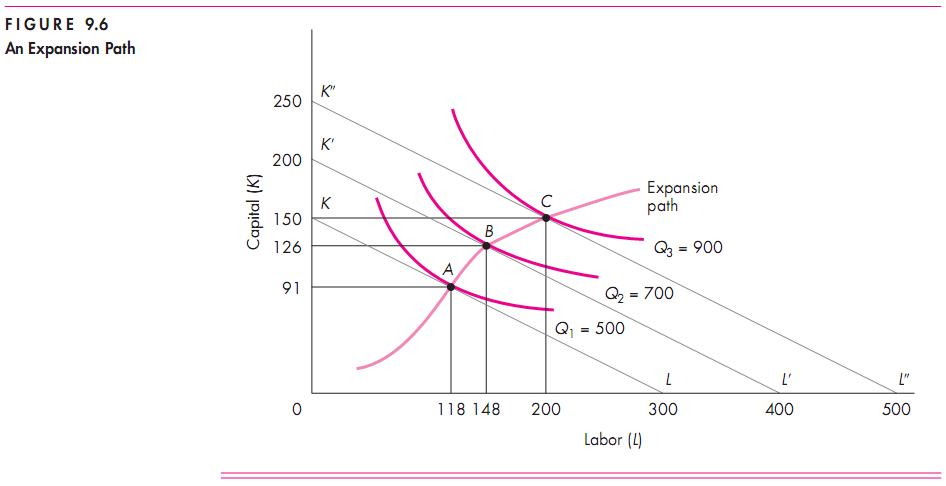 FIGURE 9.6
An Expansion Path
K"
250
K'
200
Capital (K)
K
150
126
91
A
B
C
Expansion
path
Q3 = 900
Q2 = 700
Q1 = 500
L
L'
L"
0
118 148 200 300 400 500
Labor (L)